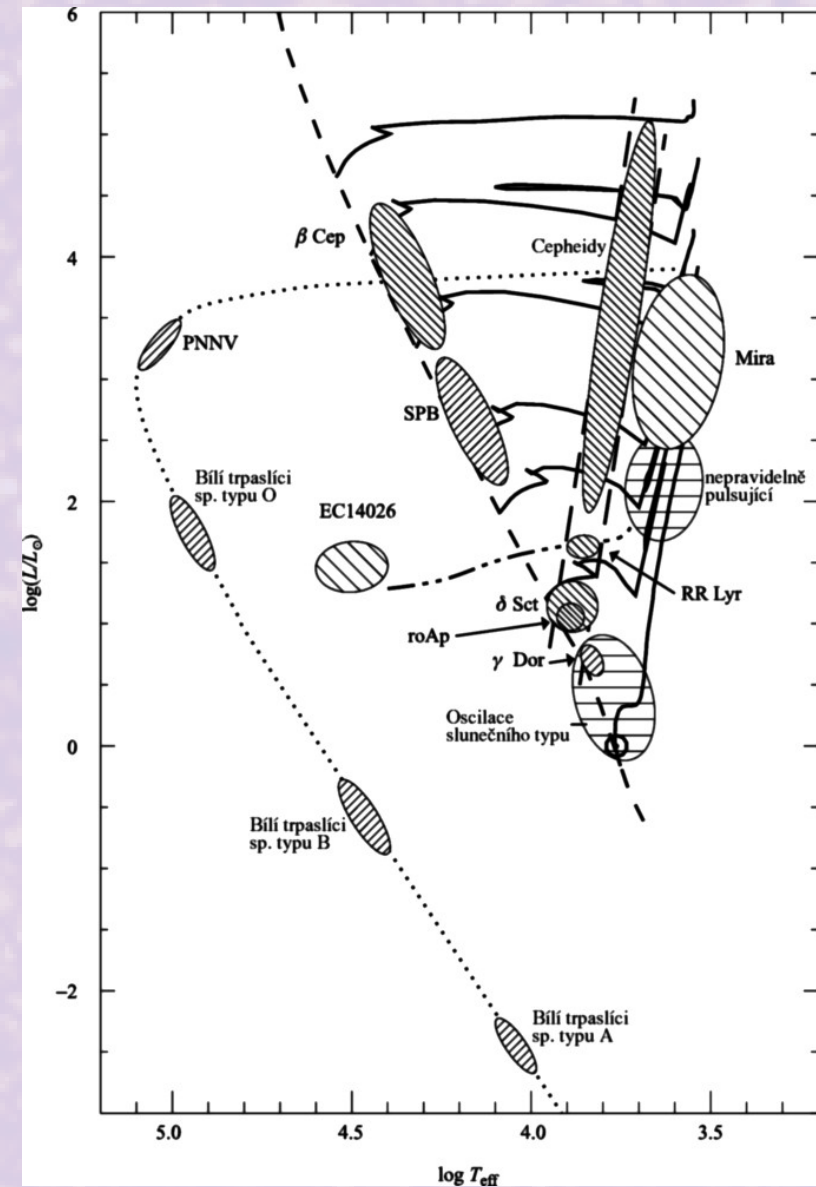 6
β Cep
Cepheidy
4
PNNV
Mira
SPB
Bílí trpaslíci
sp. typu O
nepravidelně
pulsující
2
EC14026
log(L/L⊙)
RR Lyr
δ Sct
roAp
γ Dor
Oscilace
slunečního typu
0
Bílí trpaslíci
sp. typu B
−2
Bílí trpaslíci
sp. typu A
5.0 4.5 4.0 3.5
log Teff